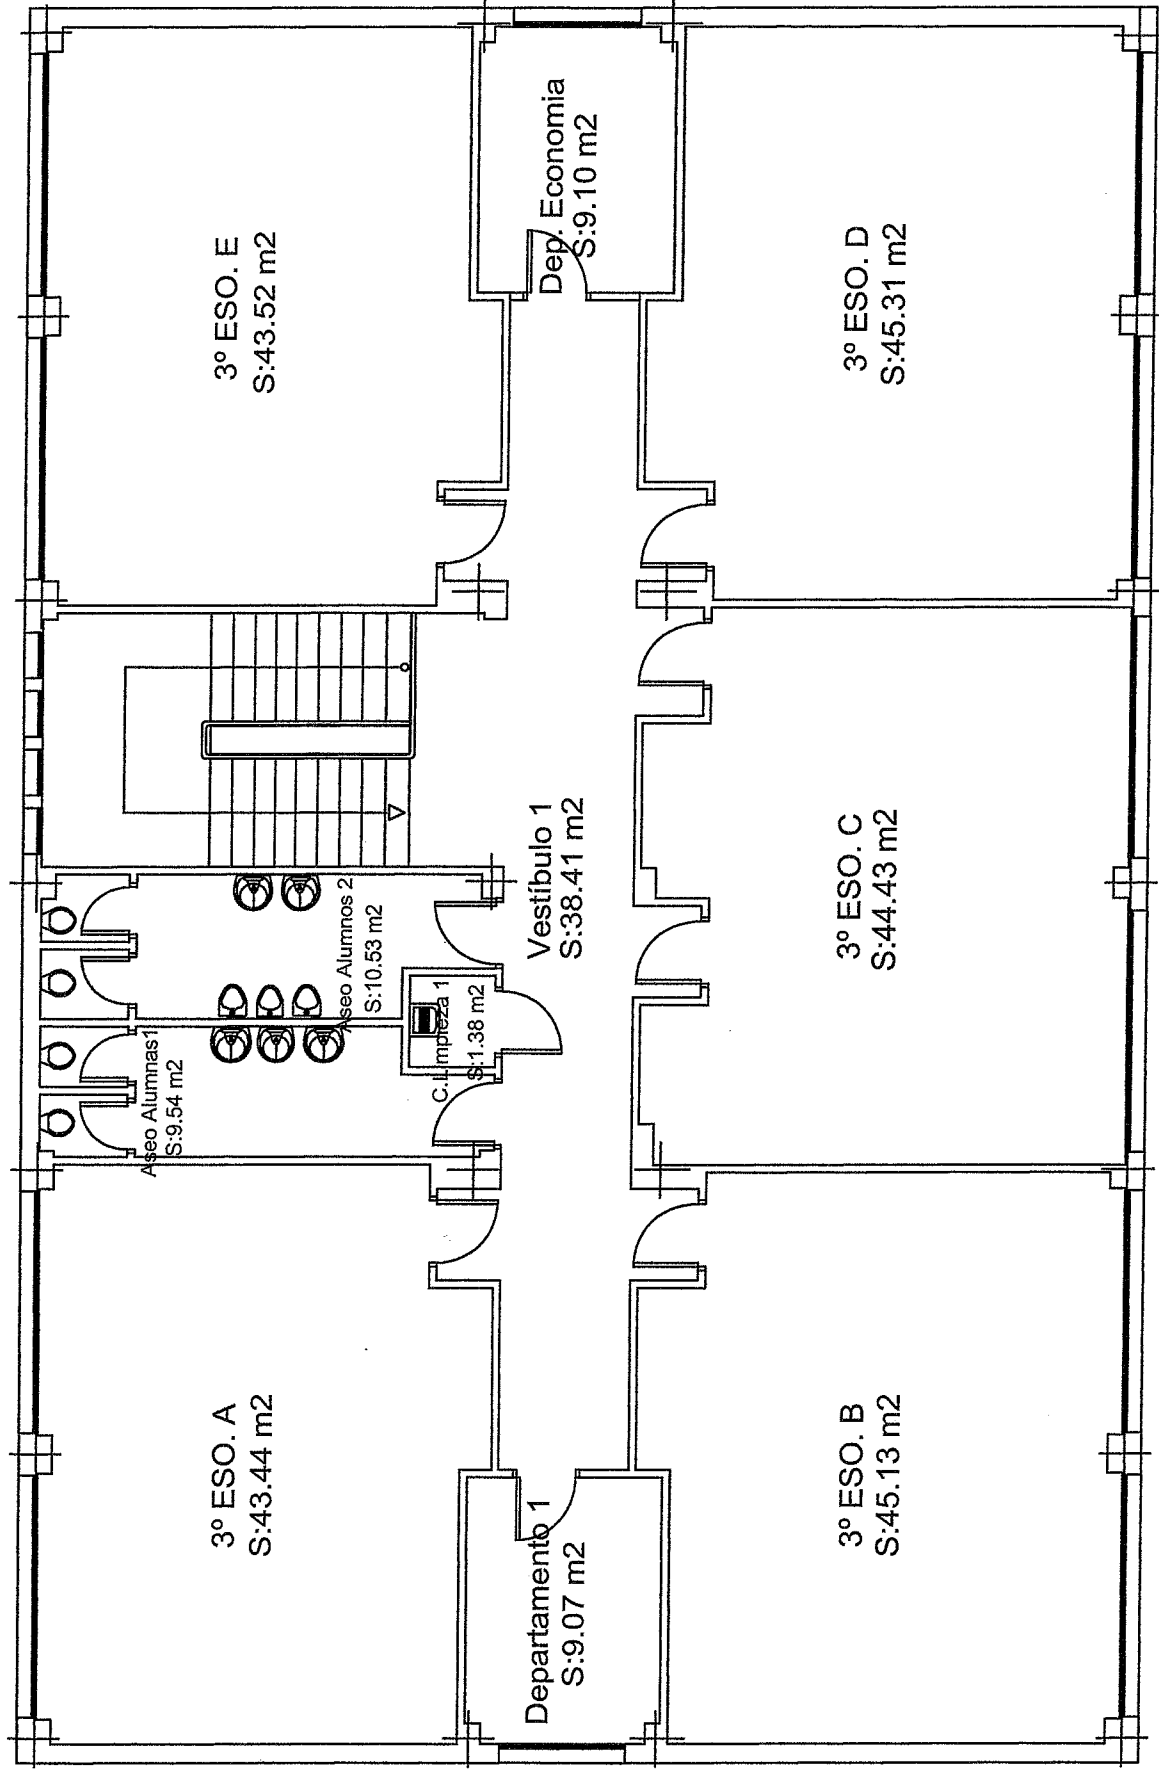 3º ESO. A
S:43.44 m2
Aseo Alumnas1
S:9.54 m2
Aseo Alumnos 2
S:10.53 m2
C.Limpieza 1
S:1.38 m2
3º ESO. E
S:43.52 m2
Departamento 1
S:9.07 m2
Vestíbulo 1
S:38.41 m2
Dep. Economia
S:9.10 m2
3º ESO. B
S:45.13 m2
3º ESO. C
S:44.43 m2
3º ESO. D
S:45.31 m2